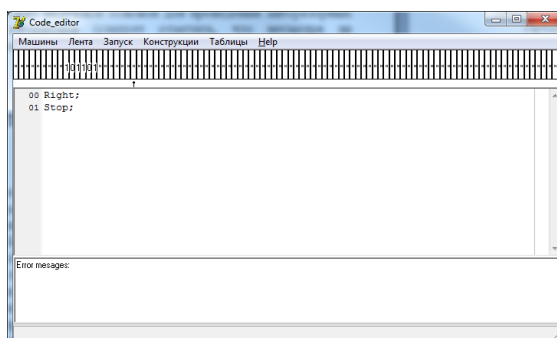 Code_editor
Машины Лента Запуск Конструкции Таблицы Help
101101
00 Right;
01 Stop;
Error mesages: